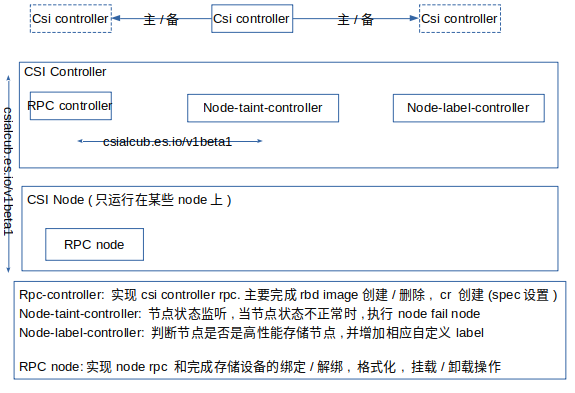 Csi controller 主 / 备 Csi controller 主 / 备 Csi controller
CSI Controller
RPC controller Node-taint-controller Node-label-controller
csialcub.es.io/v1beta1
csialcub.es.io/v1beta1
CSI Node ( 只运行在某些 node 上 )
RPC node
Rpc-controller: 实现 csi controller rpc. 主要完成 rbd image 创建 / 删除 , cr 创建 (spec 设置 )
Node-taint-controller: 节点状态监听 , 当节点状态不正常时 , 执行 node fail node
Node-label-controller: 判断节点是否是高性能存储节点 , 并增加相应自定义 label
RPC node: 实现 node rpc 和完成存储设备的绑定 / 解绑 , 格式化 , 挂载 / 卸载操作